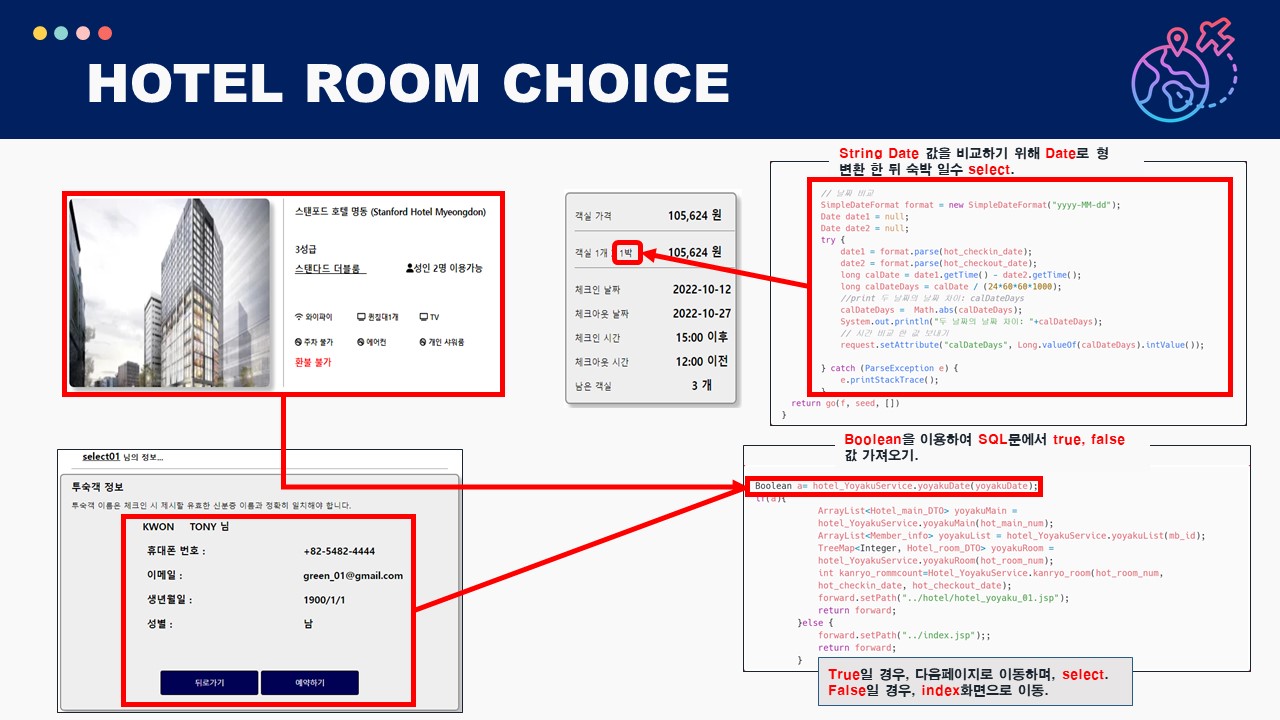 HOTEL ROOM CHOICE
String Date 값을 비교하기 위해 Date로 형
변환 한 뒤 숙박 일수 select.
스탠포드 호텔 명동 (Stanford Hotel Myeongdon)
3성급
스탠다드 더블룸
성인 2명 이용가능
와이파이 퀸침대1개 TV
주차 불가 에어컨 개인 샤워룸
환불 불가
객실 가격 105,624 원
객실 1개 1박 105,624 원
체크인 날짜 2022-10-12
체크아웃 날짜 2022-10-27
체크인 시간 15:00 이후
체크아웃 시간 12:00 이전
남은 객실 3 개
// 날짜 비교
SimpleDateFormat format = new SimpleDateFormat("yyyy-MM-dd");
Date date1 = null;
Date date2 = null;
try {
date1 = format.parse(hot_checkin_date);
date2 = format.parse(hot_checkout_date);
long calDate = date1.getTime() - date2.getTime();
long calDateDays = calDate / (24*60*60*1000);
//print 두 날짜의 날짜 차이: calDateDays
calDateDays = Math.abs(calDateDays);
System.out.println("두 날짜의 날짜 차이: "+calDateDays);
// 시간 비교 한 값 보내기
request.setAttribute("calDateDays", Long.valueOf(calDateDays).intValue());
} catch (ParseException e) {
e.printStackTrace();
}
return go(f, seed, [])
}
select01 님의 정보...
투숙객 정보
투숙객 이름은 체크인 시 제시할 유효한 신분증 이름과 정확히 일치해야 합니다.
KWON TONY 님
휴대폰 번호 : +82-5482-4444
이메일 : green_01@gmail.com
생년월일 : 1900/1/1
성별 : 남
뒤로가기 예약하기
Boolean을 이용하여 SQL문에서 true, false
값 가져오기.
Boolean a= hotel_YoyakuService.yoyakuDate(yoyakuDate);
if(a){
ArrayList<Hotel_main_DTO> yoyakuMain =
hotel_YoyakuService.yoyakuMain(hot_main_num);
ArrayList<Member_info> yoyakuList = hotel_YoyakuService.yoyakuList(mb_id);
TreeMap<Integer, Hotel_room_DTO> yoyakuRoom =
hotel_YoyakuService.yoyakuRoom(hot_room_num);
int kanryo_rommcount=Hotel_YoyakuService.kanryo_room(hot_room_num,
hot_checkin_date, hot_checkout_date);
forward.setPath("../hotel/hotel_yoyaku_01.jsp");
return forward;
}else {
forward.setPath("../index.jsp");;
return forward;
}
True일 경우, 다음페이지로 이동하며, select.
False일 경우, index화면으로 이동.